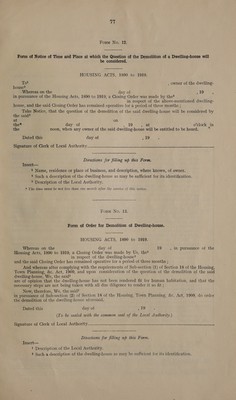 77
Form No. 12.
Form of Notice of Time and Place at which the Question of the Demolition of a Dwelling-house will
be considered.
HOUSING ACTS, 1890 to 1919.
To¹ , owner of the dwelling-
house²
Whereas on the day of , 19 ,
in pursuance of the Housing Acts, 1890 to 1919, a Closing Order was made by the³
in respect of the above-mentioned dwelling-
house, and the said Closing Order has remained operative for a period of three months;
Take Notice, that the question of the demolition of the said dwelling-house will be considered by
the said³
at on
the⁴ day of , 19 , at o'clock in
the noon, when any owner of the said dwelling-house will be entitled to be heard.
Dated this day of , 19 .
Signature of Clerk of Local Authority
Directions for filling up this Form.
Insert—
¹ Name, residence or place of business, and description, where known, of owner.
² Such a description of the dwelling-house as may be sufficient for its identification.
³ Description of the Local Authority.
Form No. 13.
Form of Order for Demolition of a Dwelling-house.
HOUSING ACTS, 1890 to 1919.
Whereas on the day of 19 , in pursuance of the
Housing Acts, 1890 to 1919, a Closing Order was made by Us, the¹
in respect of the dwelling-house²
and the said Closing Order has remained operative for a period of three months;
And whereas after complying with the requirements of Sub-section (1) of Section 18 of the Housing,
Town Planning, &c. Act, 1909, and upon consideration of the question of the demolition of the said
dwelling-house, We, the said¹
are of opinion that the dwelling-house has not been rendered fit for human habitation, and that the
necessary steps are not being taken with all due diligence to render it so fit;
Now, therefore, We, the said¹
in pursuance of Sub-section (2) of Section 18 of the Housing, Town Planning, &c. Act, 1909, do order
the demolition of the dwelling-house aforesaid.
Dated this day of , 19 .
(To be sealed with the common seal of the Local Authority.)
Signature of Clerk of Local Authority
Directions for filling up this Form.
Insert—
¹ Description of the Local Authority.
² Such a description of the dwelling-house as may be sufficient for its identification.